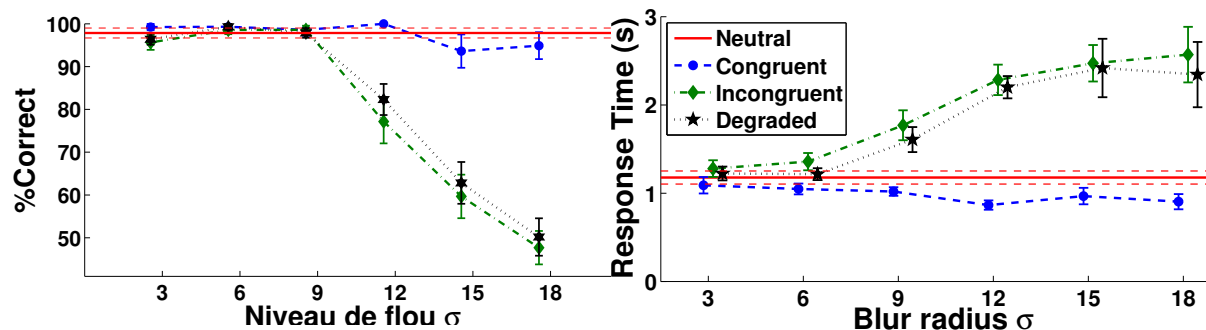 %Correct
100
90
80
70
60
50
3 6 9 12 15 18
Niveau de flou σ
Response Time (s)
3
2
1
0
Neutral
Congruent
Incongruent
Degraded
3 6 9 12 15 18
Blur radius σ